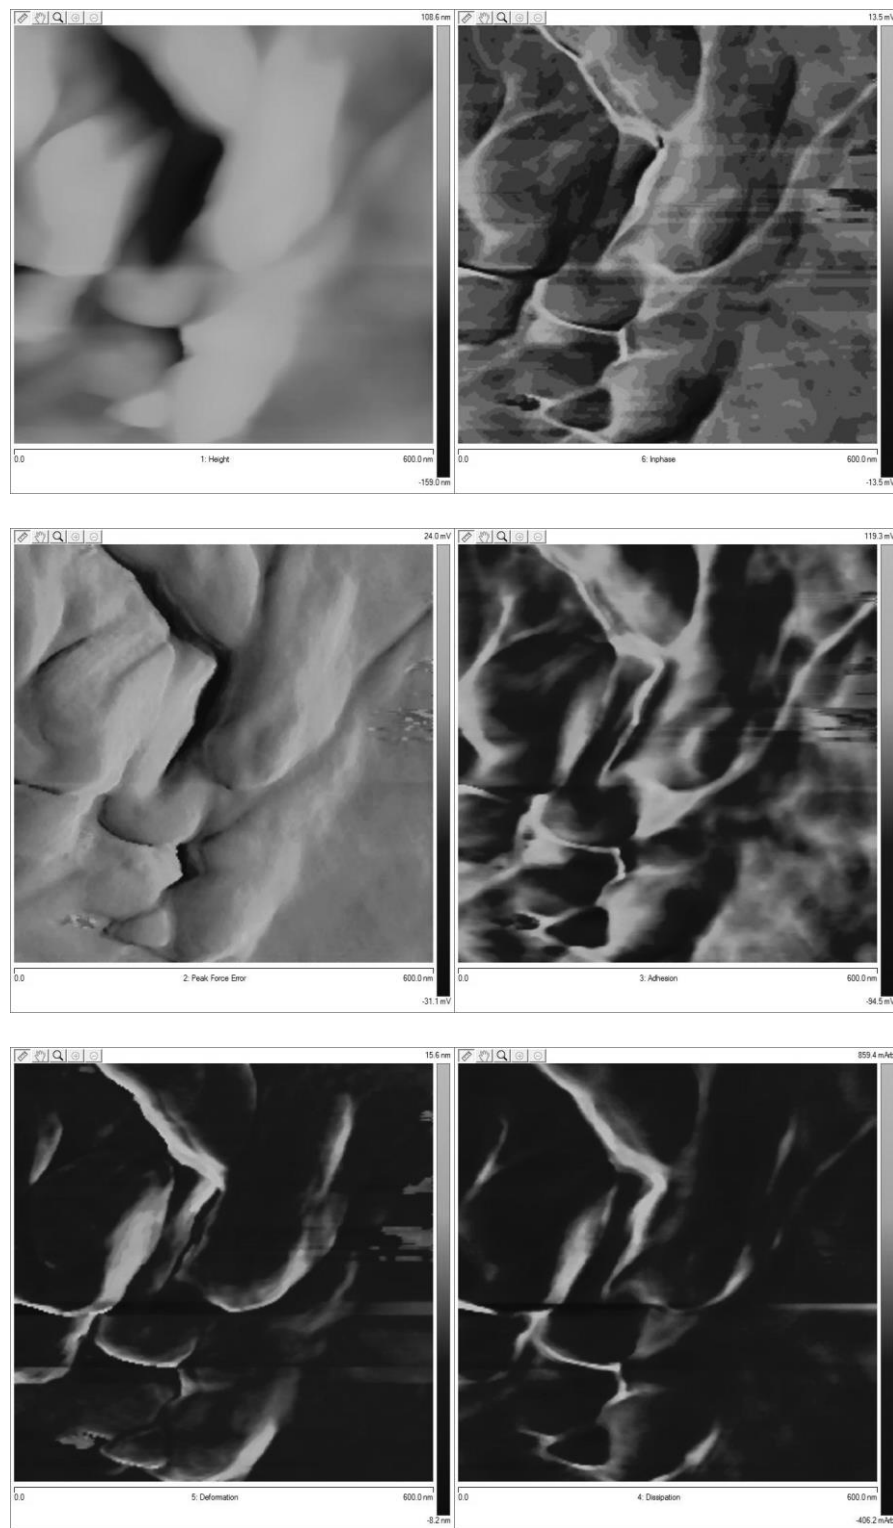 108.6 nm
13.5 mV
0.0 1: Height 600.0 nm
0.0 6: Inphase 600.0 nm
-159.0 nm
-13.5 mV
24.0 mV
119.3 mV
0.0 2: Peak Force Error 600.0 nm
0.0 3: Adhesion 600.0 nm
-31.1 mV
-94.5 mV
15.6 nm
859.4 mArb
0.0 5: Deformation 600.0 nm
0.0 4: Dissipation 600.0 nm
-8.2 nm
-406.2 mArb